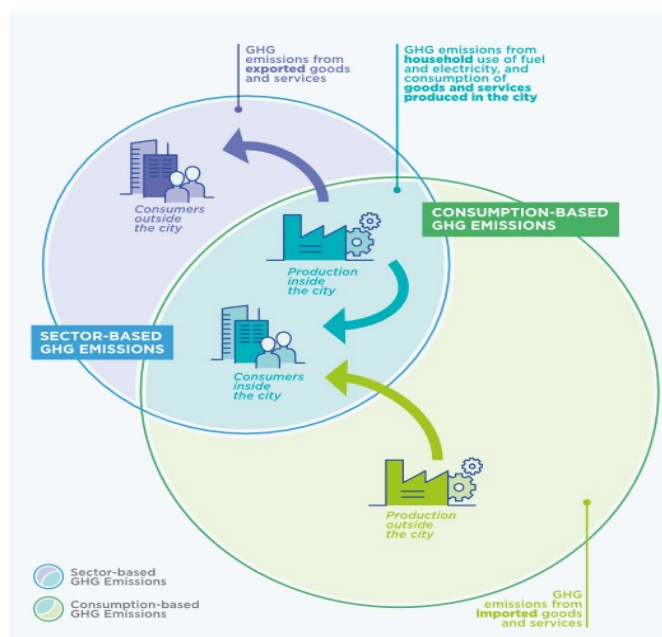 GHG
emissions from
exported goods
and services
GHG emissions from
household use of fuel
and electricity, and
consumption of
goods and services
produced in the city
Consumers
outside
the city
CONSUMPTION-BASED
GHG EMISSIONS
Production
inside
the city
SECTOR-BASED
GHG EMISSIONS
Consumers
inside
the city
Production
outside
the city
Sector-based
GHG Emissions
Consumption-based
GHG Emissions
GHG
emissions from
imported goods
and services